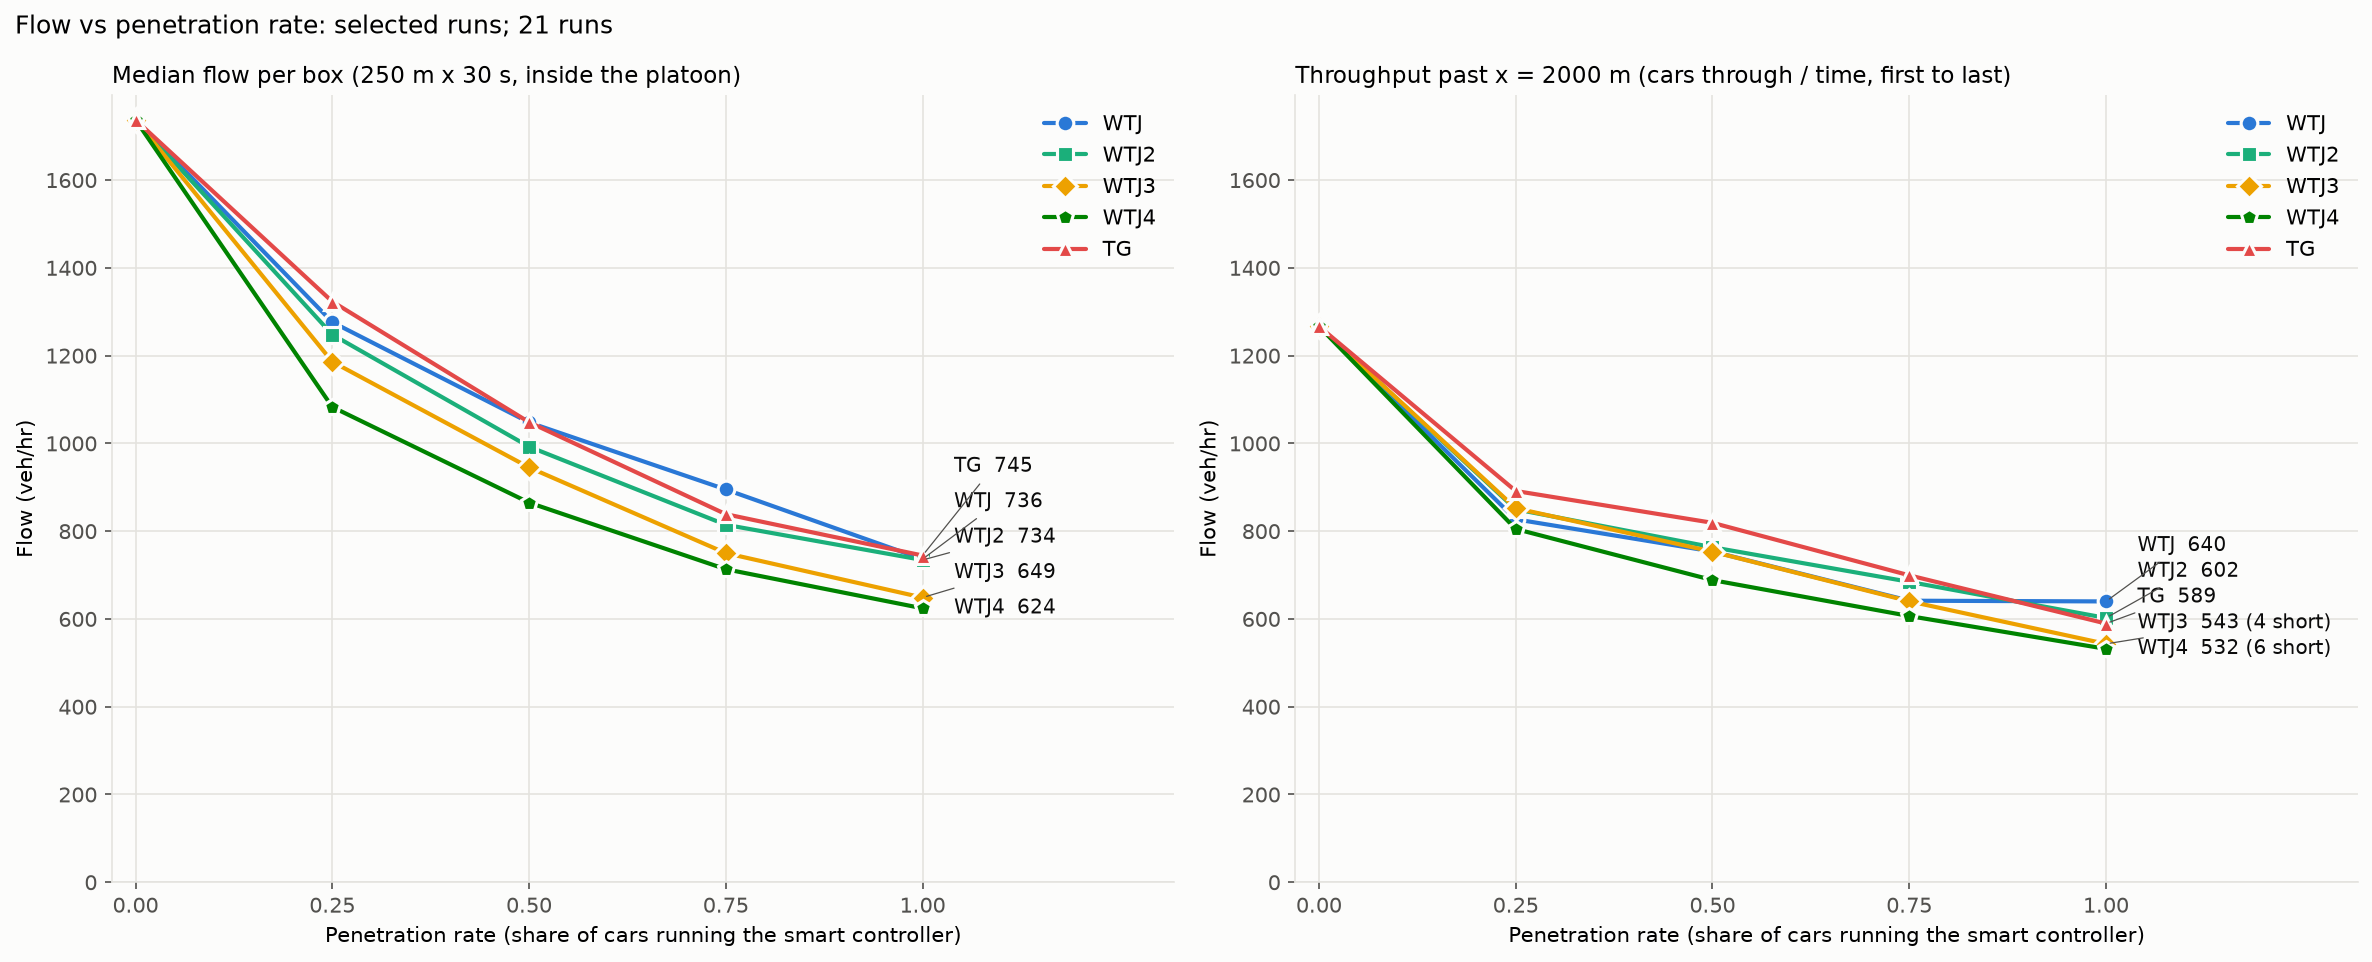 Flow vs penetration rate: selected runs; 21 runs
Median flow per box (250 m x 30 s, inside the platoon)
Flow (veh/hr)
1600
1400
1200
1000
800
600
400
200
0
0.00
0.25
0.50
0.75
1.00
Penetration rate (share of cars running the smart controller)
WTJ
WTJ2
WTJ3
WTJ4
TG
TG 745
WTJ 736
WTJ2 734
WTJ3 649
WTJ4 624
Throughput past x = 2000 m (cars through / time, first to last)
Flow (veh/hr)
1600
1400
1200
1000
800
600
400
200
0
0.00
0.25
0.50
0.75
1.00
Penetration rate (share of cars running the smart controller)
WTJ
WTJ2
WTJ3
WTJ4
TG
WTJ 640
WTJ2 602
TG 589
WTJ3 543 (4 short)
WTJ4 532 (6 short)